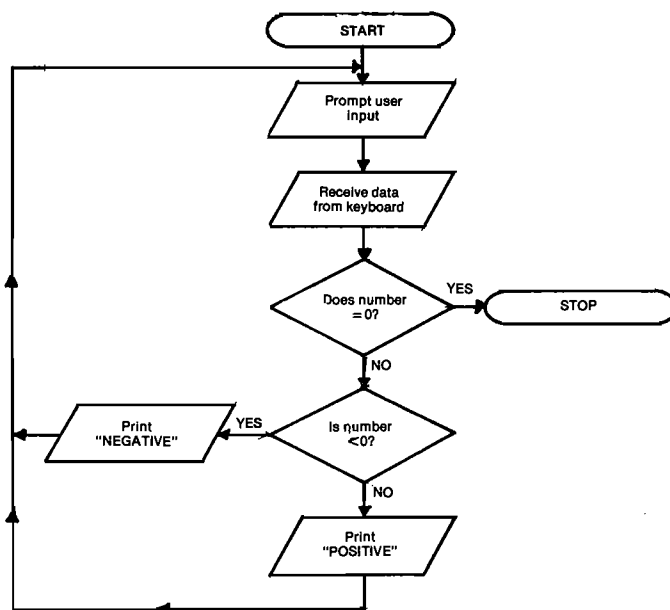 START
Prompt user
input
Receive data
from keyboard
Does number
= 0?
YES
STOP
NO
Is number
<0?
YES
Print
"NEGATIVE"
NO
Print
"POSITIVE"